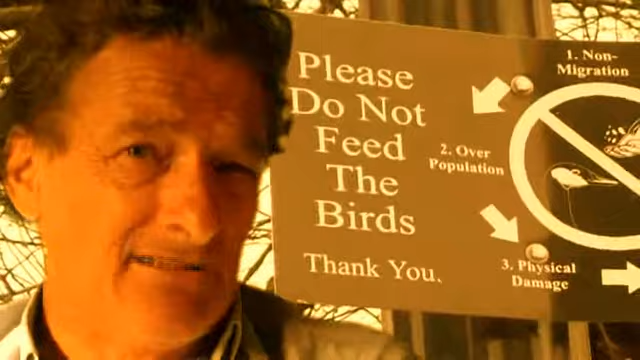 Please
Do Not
Feed
The
Birds
Thank You.
1. Non-
Migration
2. Over
Population
3. Physical
Damage